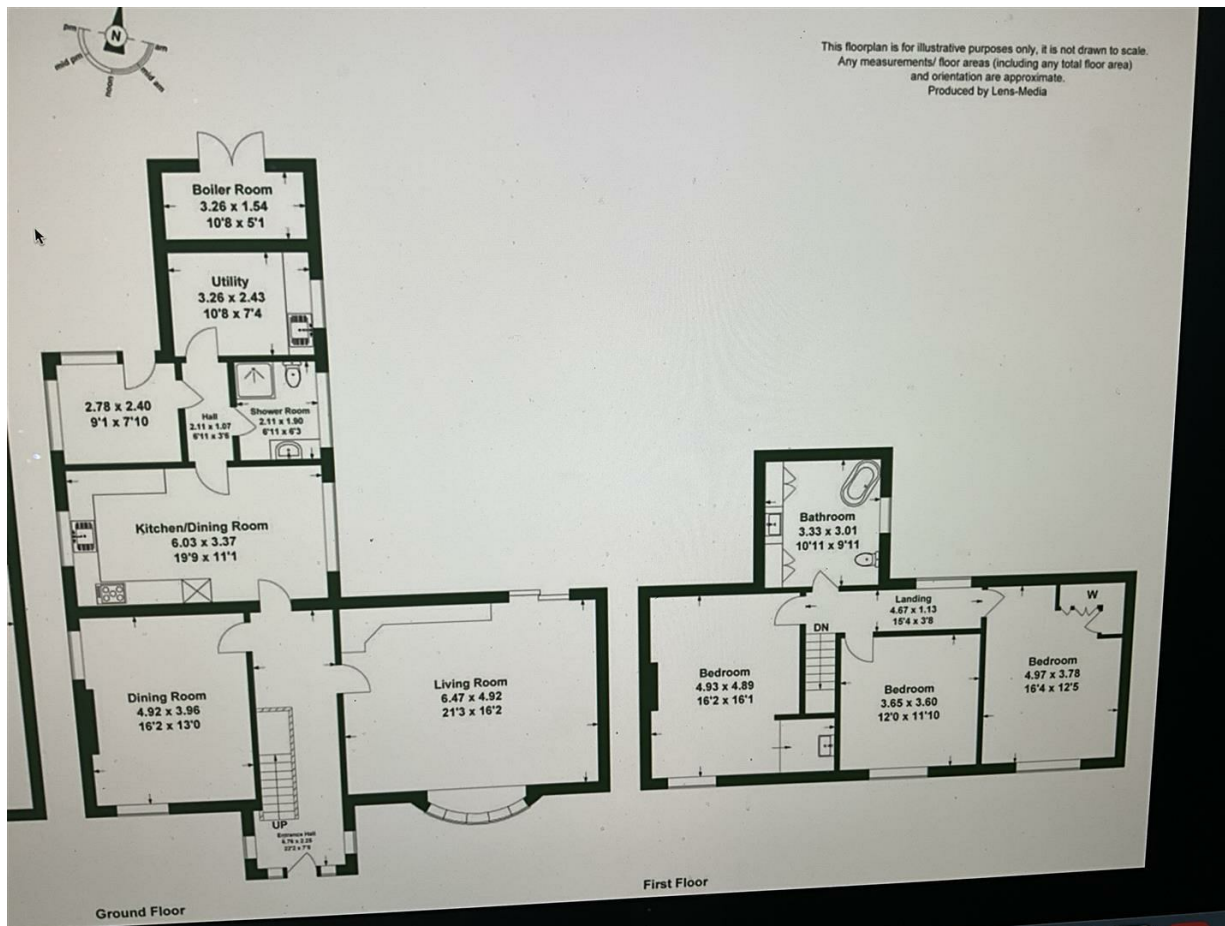 N
pm
am
mid pm
mid am
noon
This floorplan is for illustrative purposes only, it is not drawn to scale.
Any measurements/ floor areas (including any total floor area)
and orientation are approximate.
Produced by Lens-Media
Boiler Room
3.26 x 1.54
10'8 x 5'1
Utility
3.26 x 2.43
10'8 x 7'4
2.78 x 2.40
9'1 x 7'10
Hall
2.11 x 1.07
6'11 x 3'6
Shower Room
2.11 x 1.90
6'11 x 6'3
Kitchen/Dining Room
6.03 x 3.37
19'9 x 11'1
Dining Room
4.92 x 3.96
16'2 x 13'0
Living Room
6.47 x 4.92
21'3 x 16'2
UP
Entrance Hall
Ground Floor
Bathroom
3.33 x 3.01
10'11 x 9'11
Landing
4.67 x 1.13
15'4 x 3'8
W
DN
Bedroom
4.93 x 4.89
16'2 x 16'1
Bedroom
3.65 x 3.60
12'0 x 11'10
Bedroom
4.97 x 3.78
16'4 x 12'5
First Floor